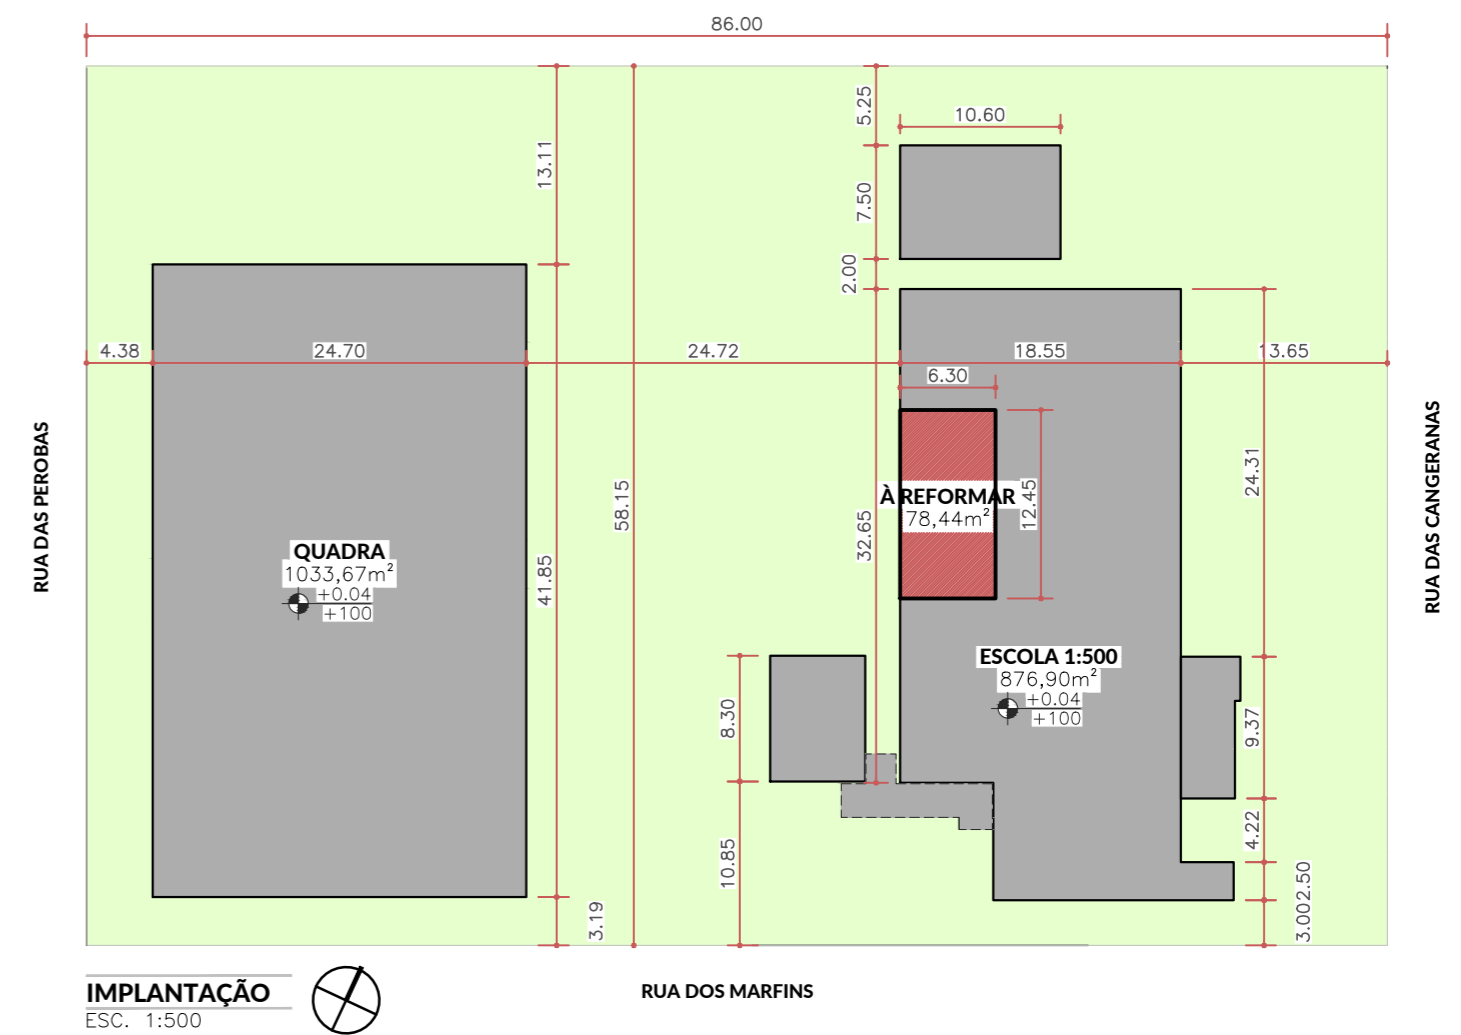 86.00
5.25
10.60
13.11
7.50
2.00
4.38
24.70
24.72
18.55
13.65
6.30
RUA DAS PEROBAS
RUA DAS CANGERANAS
24.31
58.15
32.65
12.45
À REFORMAR
78,44m²
QUADRA
1033,67m²
+0.04
+100
41.85
ESCOLA 1:500
876,90m²
+0.04
+100
8.30
9.37
10.85
4.22
2.50
3.00
3.19
IMPLANTAÇÃO
ESC. 1:500
RUA DOS MARFINS